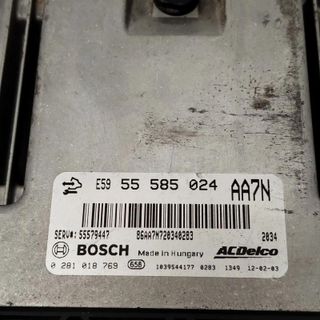 E59 55 585 024 AA7N
SERV#: 55579447 B6AA7M720340283 2034
BOSCH Made in Hungary ACDelco
0 281 018 769 658 1039S44177 0283 1349 12-02-03